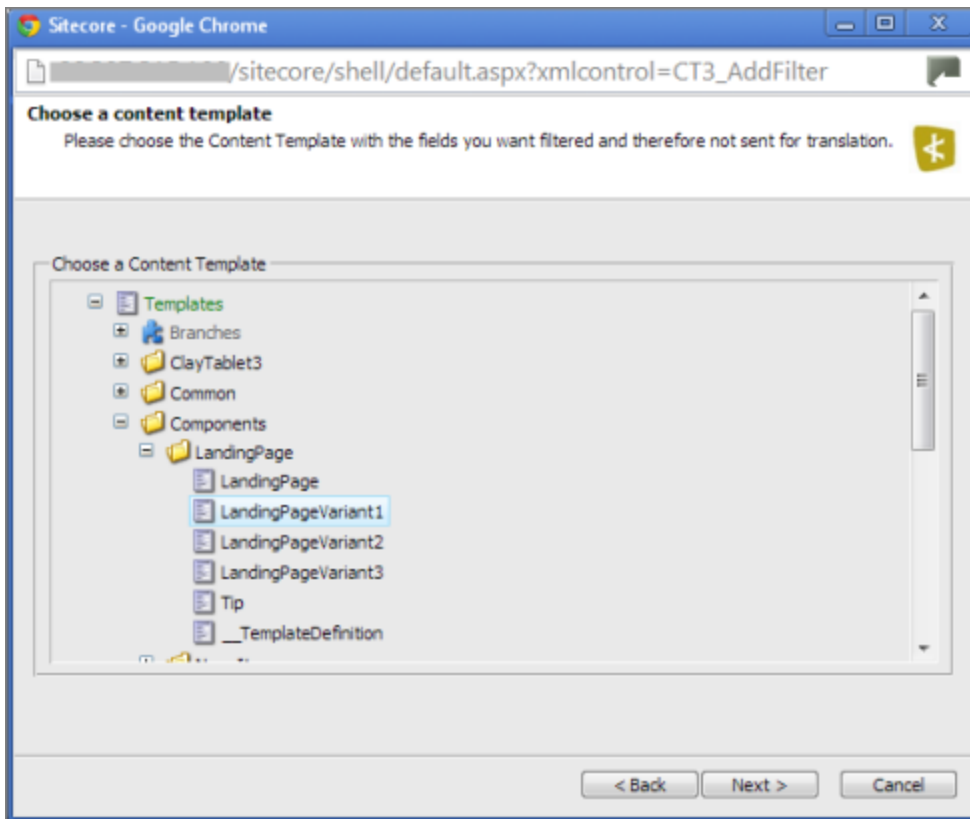 Sitecore - Google Chrome
/sitecore/shell/default.aspx?xmlcontrol=CT3_AddFilter
Choose a content template
Please choose the Content Template with the fields you want filtered and therefore not sent for translation.
Choose a Content Template
Templates
Branches
ClayTablet3
Common
Components
LandingPage
LandingPage
LandingPageVariant1
LandingPageVariant2
LandingPageVariant3
Tip
__TemplateDefinition
< Back Next > Cancel